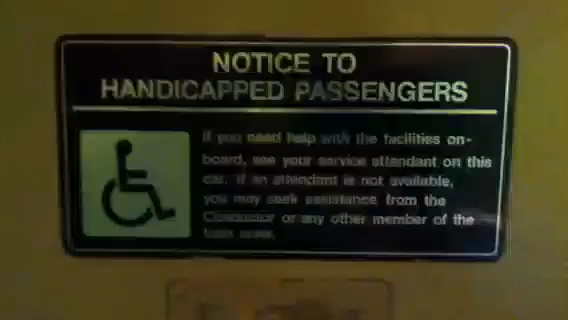 NOTICE TO
HANDICAPPED PASSENGERS
If you need help with the facilities on-
board, see your service attendant on this
car. If an attendant is not available,
you may seek assistance from the
Conductor or any other member of the
train crew.